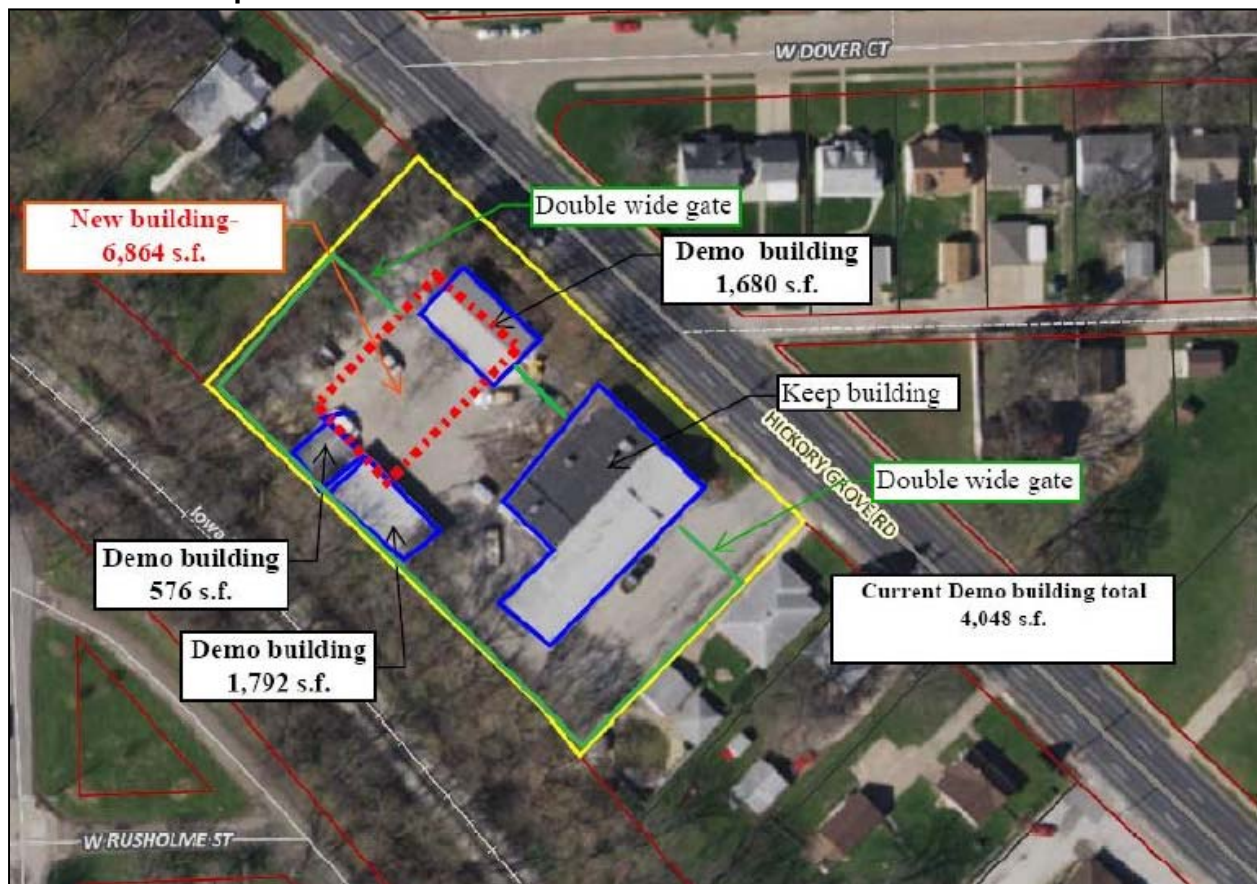 W DOVER CT
Double wide gate
New building-
6,864 s.f.
Demo building
1,680 s.f.
Keep building
HICKORY GROVE RD
Double wide gate
Iowa
Demo building
576 s.f.
Current Demo building total
4,048 s.f.
Demo building
1,792 s.f.
W RUSHOLME ST